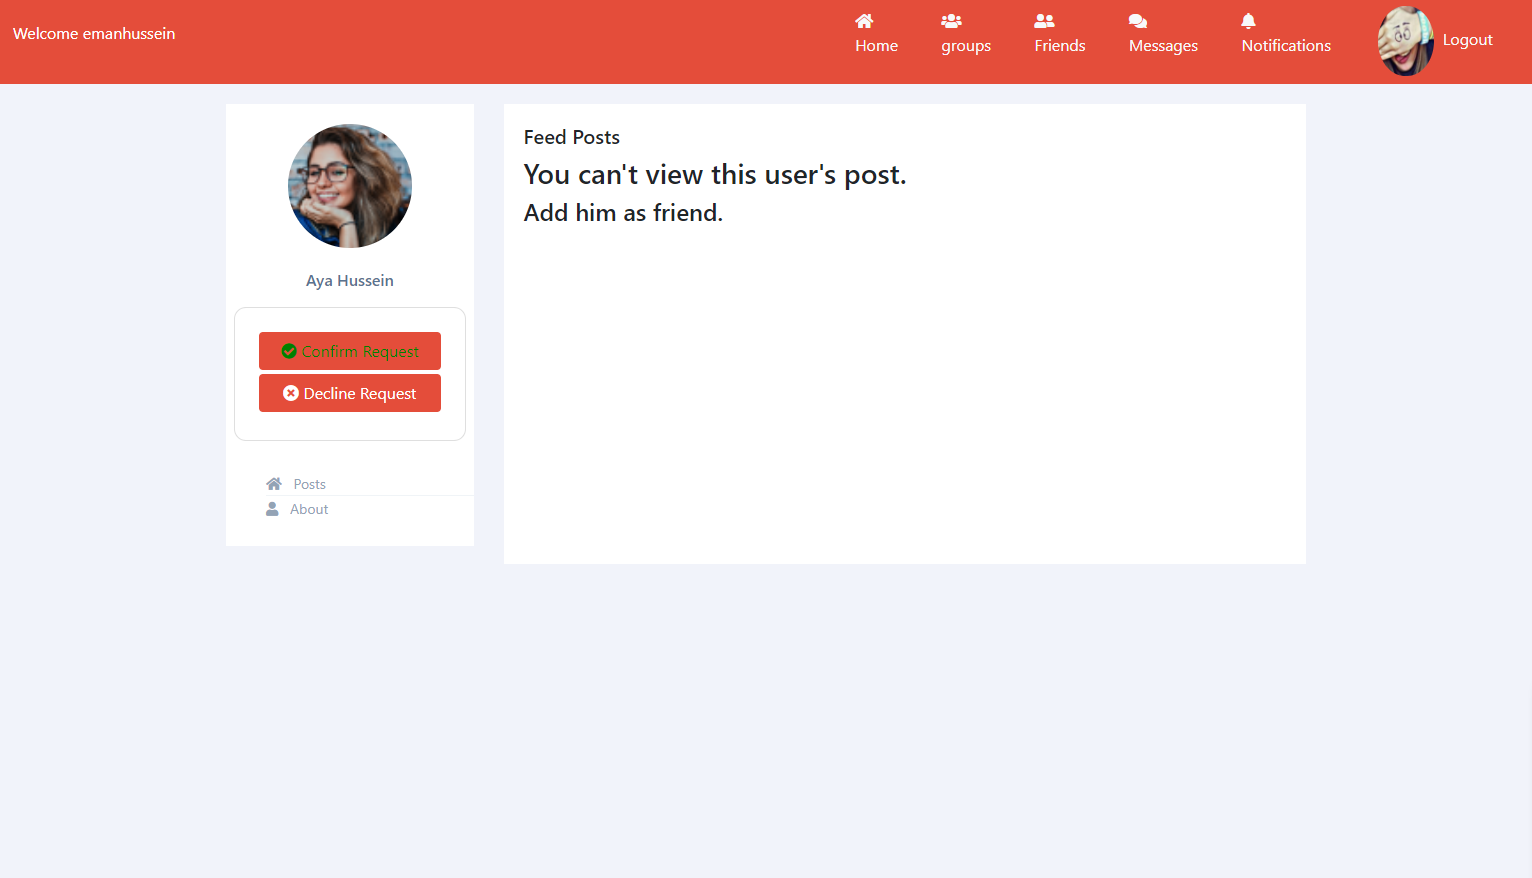 Welcome emanhussein
Home
groups
Friends
Messages
Notifications
Logout
Aya Hussein
Confirm Request
Decline Request
Posts
About
Feed Posts
You can't view this user's post.
Add him as friend.